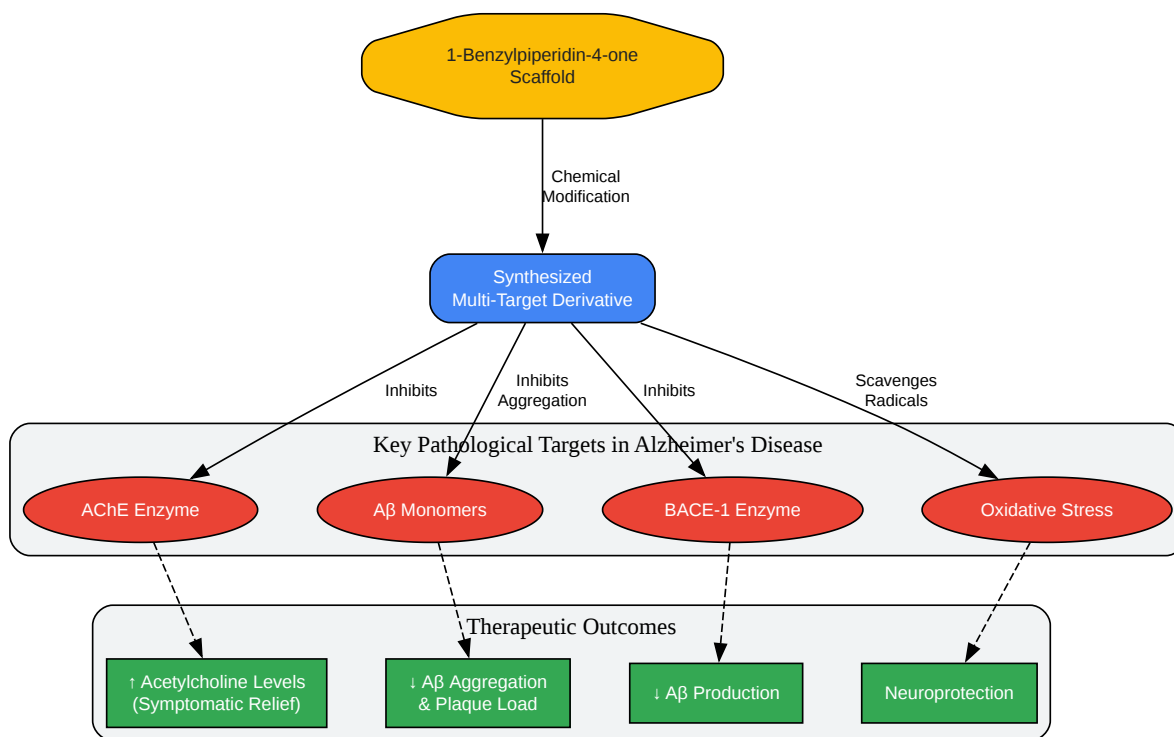 1-Benzylpiperidin-4-one
Scaffold
Chemical
Modification
Synthesized
Multi-Target Derivative
Inhibits
Inhibits
Aggregation
Inhibits
Scavenges
Radicals
Key Pathological Targets in Alzheimer's Disease
AChE Enzyme
Aβ Monomers
BACE-1 Enzyme
Oxidative Stress
Therapeutic Outcomes
↑ Acetylcholine Levels
(Symptomatic Relief)
↓ Aβ Aggregation
& Plaque Load
↓ Aβ Production
Neuroprotection